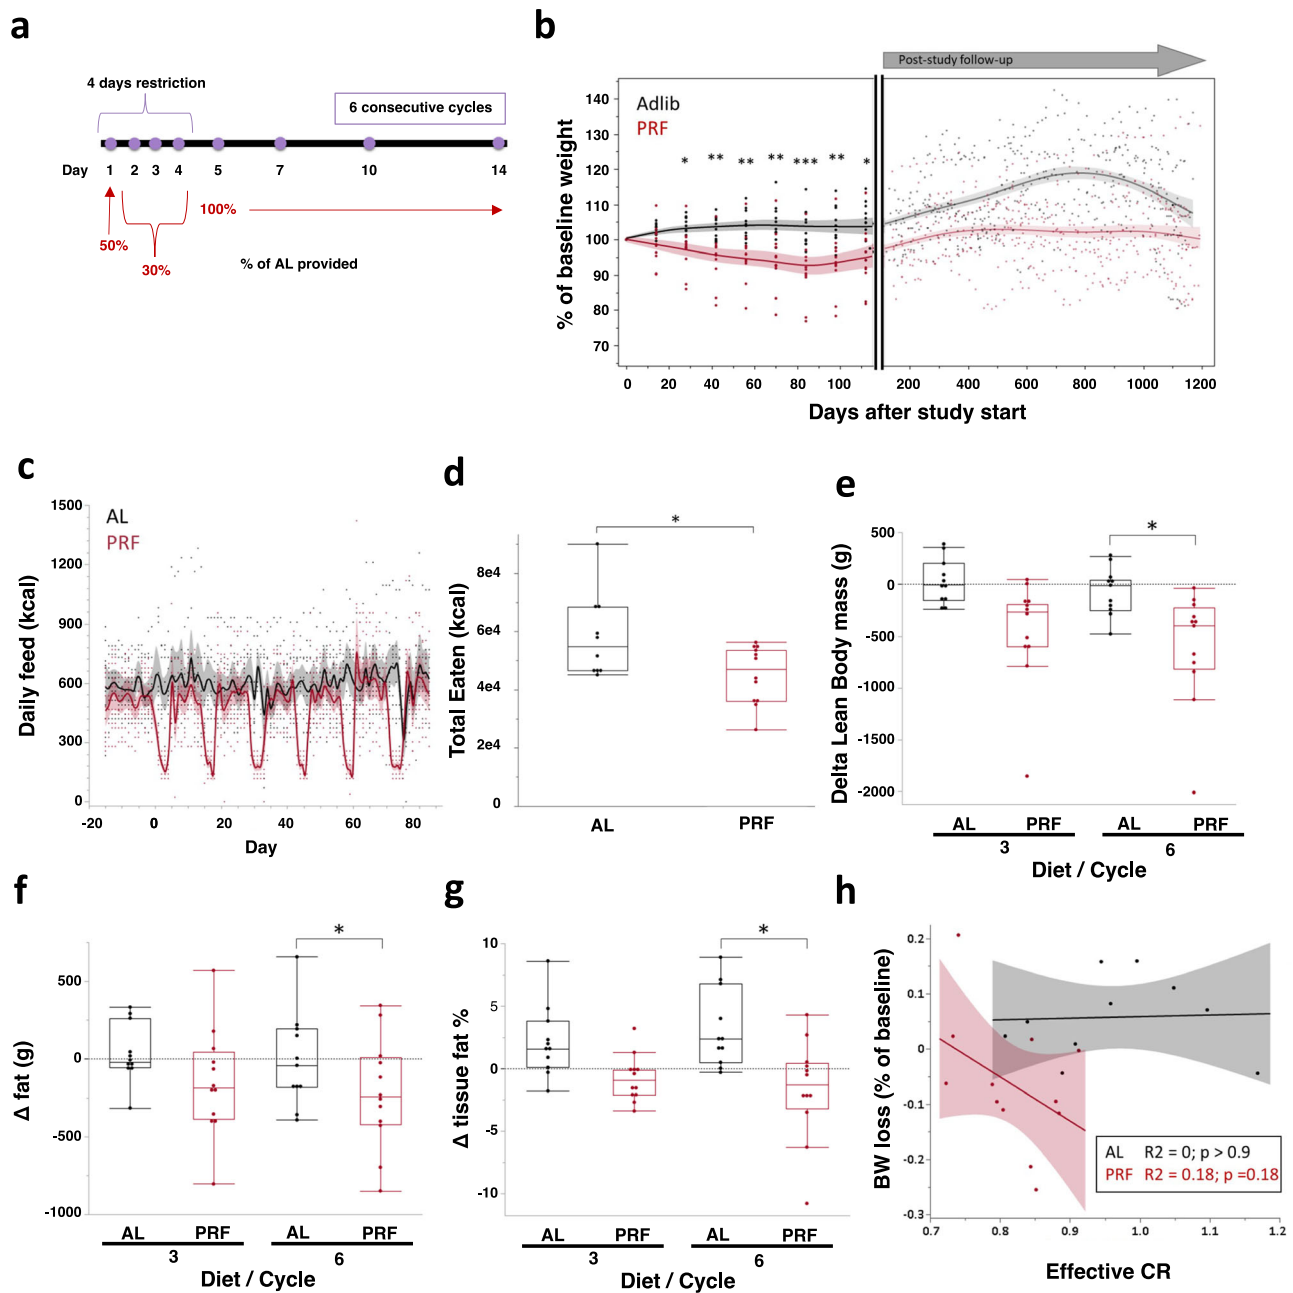 a
4 days restriction
6 consecutive cycles
Day 1 2 3 4 5 7 10 14
100%
50%
30%
% of AL provided
b
Post-study follow-up
Adlib
PRF
* ** ** ** *** ** *
% of baseline weight
140
130
120
110
100
90
80
70
0 20 40 60 80 100 200 400 600 800 1000 1200
Days after study start
c
AL
PRF
Daily feed (kcal)
1500
1200
900
600
300
0
-20 0 20 40 60 80
Day
d
*
Total Eaten (kcal)
8e4
6e4
4e4
2e4
0
AL PRF
e
*
Delta Lean Body mass (g)
500
0
-500
-1000
-1500
-2000
AL PRF AL PRF
3 6
Diet / Cycle
f
*
Δ fat (g)
500
0
-500
-1000
AL PRF AL PRF
3 6
Diet / Cycle
g
*
Δ tissue fat %
10
5
0
-5
-10
AL PRF AL PRF
3 6
Diet / Cycle
h
BW loss (% of baseline)
0.2
0.1
0
-0.1
-0.2
-0.3
AL R2 = 0; p > 0.9
PRF R2 = 0.18; p =0.18
0.7 0.8 0.9 1.0 1.1 1.2
Effective CR